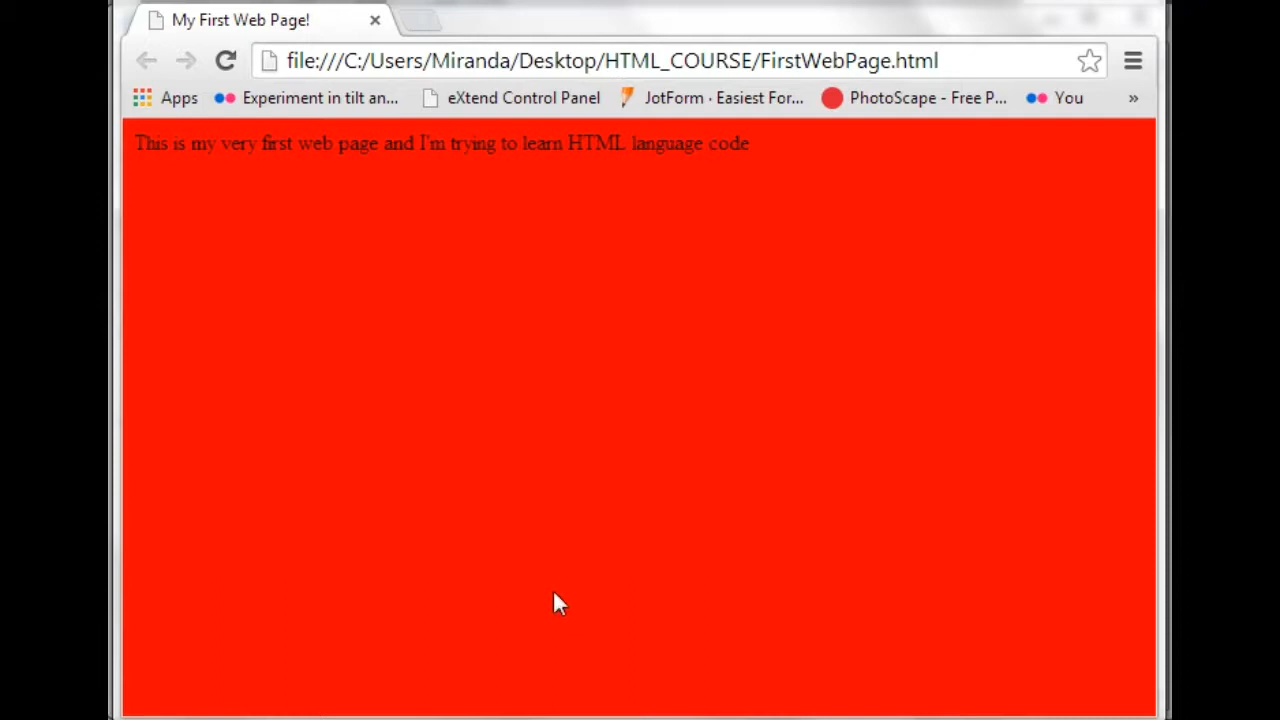 My First Web Page!
file:///C:/Users/Miranda/Desktop/HTML_COURSE/FirstWebPage.html
Apps Experiment in tilt an... eXtend Control Panel JotForm · Easiest For... PhotoScape - Free P... You »
This is my very first web page and I'm trying to learn HTML language code